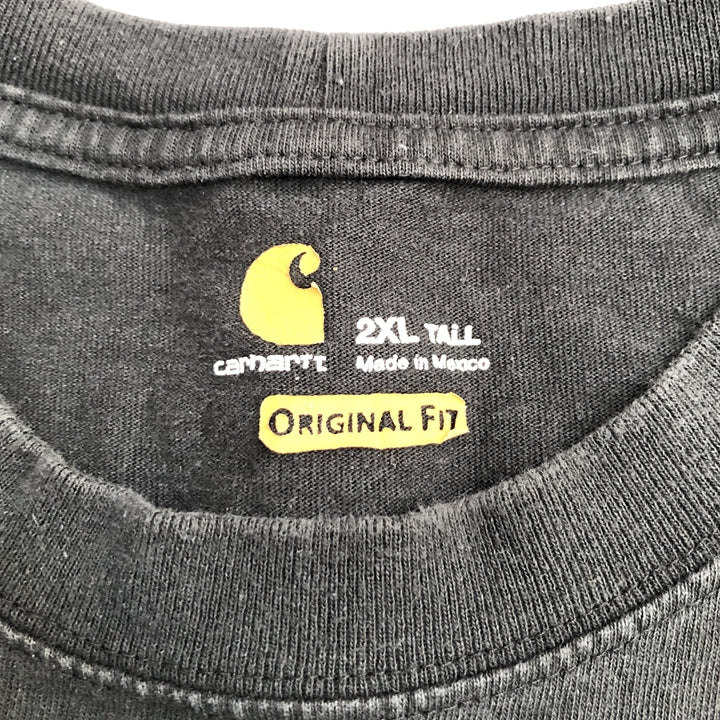 2XL TALL
carhartt Made in Mexico
ORIGINAL FIT